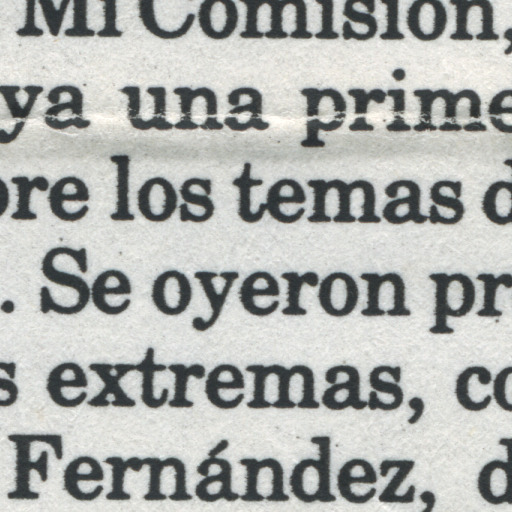 Mi Comisión,
ya una prime
ore los temas d
. Se oyeron pr
s extremas, co
Fernández, d